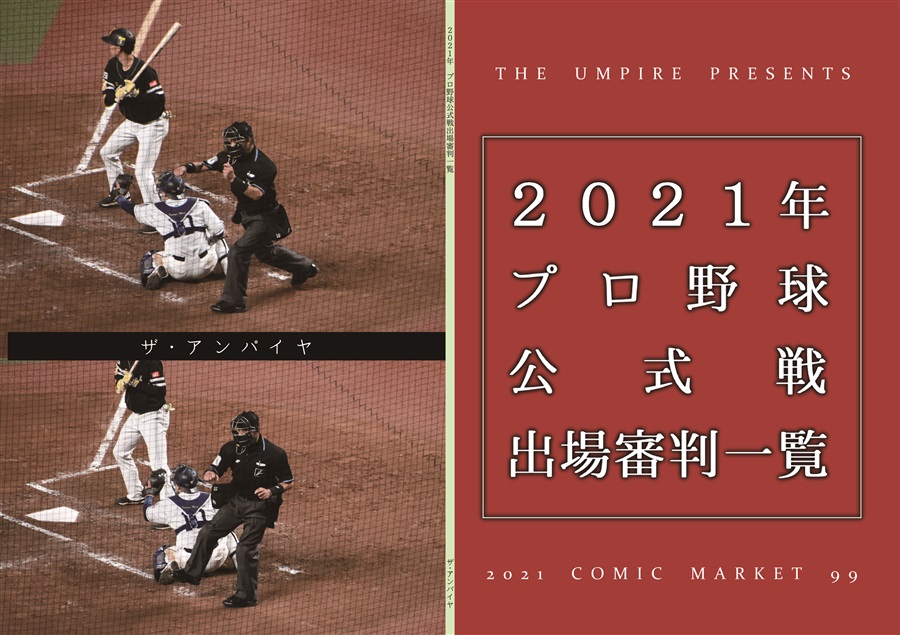 THE UMPIRE PRESENTS
２０２１年
プロ野球
公式戦
出場審判一覧
2021 COMIC MARKET 99
2021年 プロ野球公式戦出場審判一覧
ザ・アンパイヤ
ザ・アンパイヤ